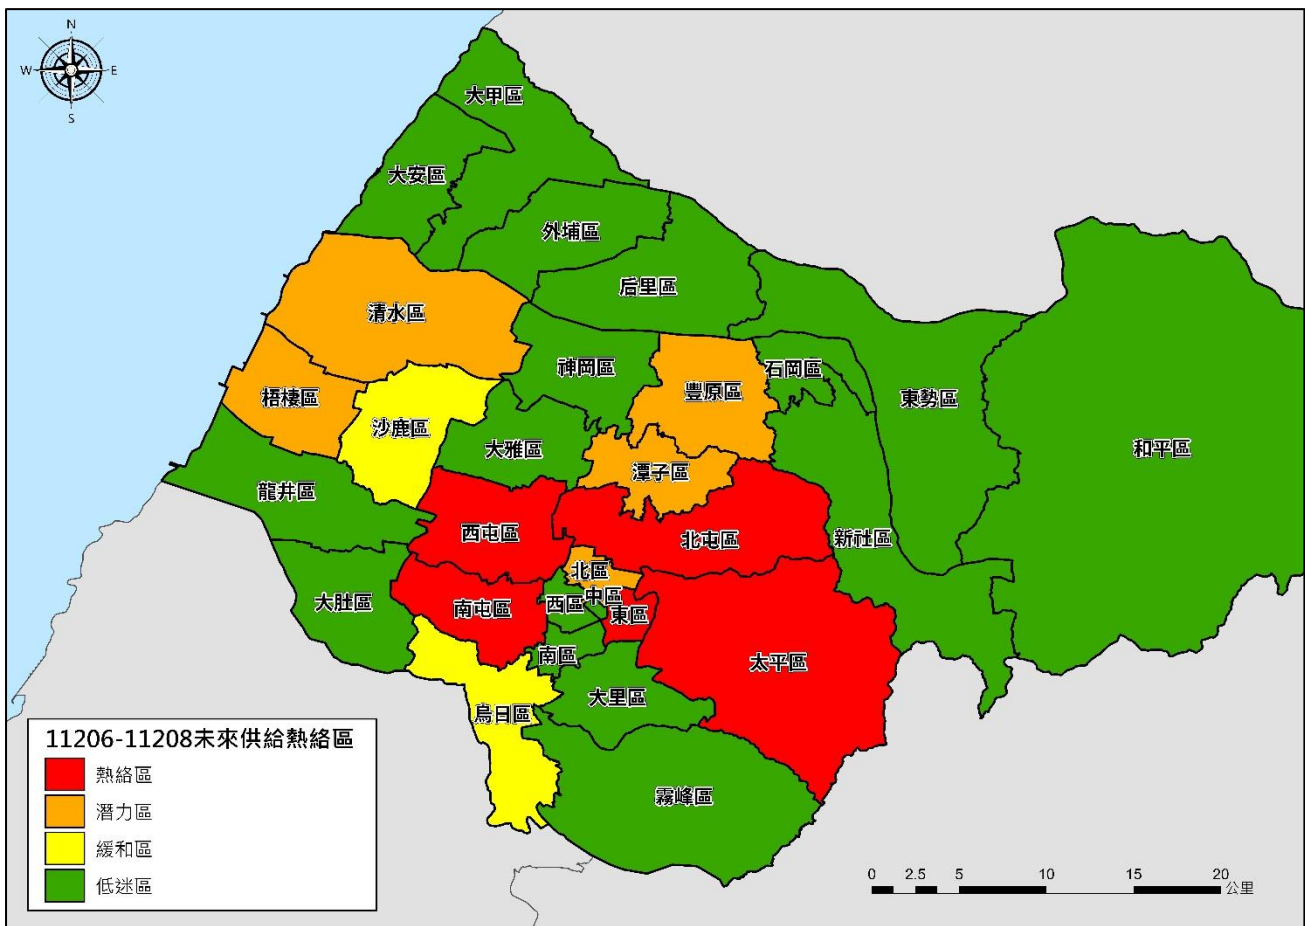 N
W
E
S
大甲區
大安區
外埔區
后里區
清水區
神岡區
石岡區
豐原區
東勢區
梧棲區
沙鹿區
大雅區
和平區
潭子區
龍井區
西屯區
北屯區
新社區
北區
中區
大肚區
南屯區
西區
東區
南區
太平區
大里區
烏日區
霧峰區
11206-11208未來供給熱絡區
熱絡區
潛力區
緩和區
低迷區
0 2.5 5 10 15 20
公里